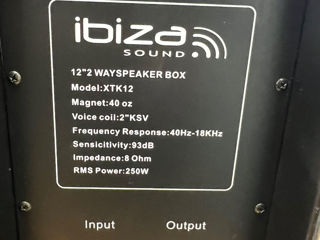 ibiza
SOUND
12"2 WAYSPEAKER BOX
Model:XTK12
Magnet:40 oz
Voice coil:2"KSV
Frequency Response:40Hz-18KHz
Sensicitivity:93dB
Impedance:8 Ohm
RMS Power:250W
Input Output